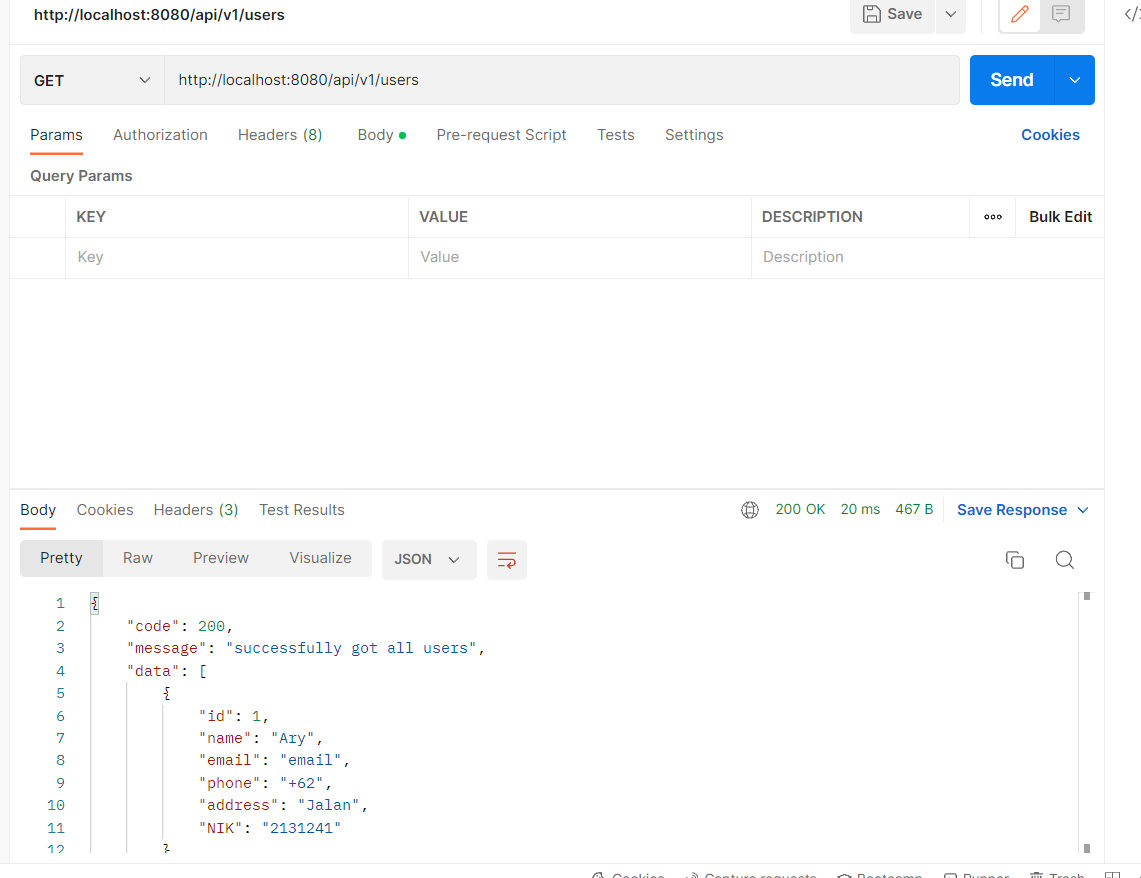 http://localhost:8080/api/v1/users
Save
</>
GET http://localhost:8080/api/v1/users Send
Params Authorization Headers (8) Body Pre-request Script Tests Settings Cookies
Query Params
KEY VALUE DESCRIPTION Bulk Edit
Key Value Description
Body Cookies Headers (3) Test Results 200 OK 20 ms 467 B Save Response
Pretty Raw Preview Visualize JSON
1 {
2 "code": 200,
3 "message": "successfully got all users",
4 "data": [
5 {
6 "id": 1,
7 "name": "Ary",
8 "email": "email",
9 "phone": "+62",
10 "address": "Jalan",
11 "NIK": "2131241"
12 }
Cookies Capture requests Bootcamp Runner Trash